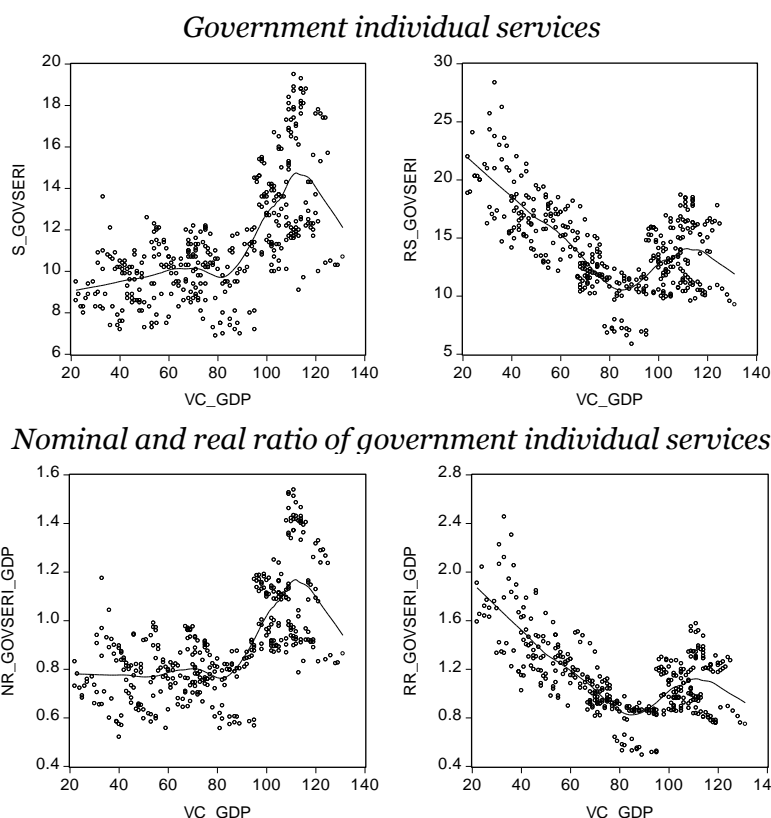 Government individual services
20
18
16
14
12
10
8
6
S_GOVSERI
20 40 60 80 100 120 140
VC_GDP
30
25
20
15
10
5
RS_GOVSERI
20 40 60 80 100 120 140
VC_GDP
Nominal and real ratio of government individual services
1.6
1.4
1.2
1.0
0.8
0.6
0.4
NR_GOVSERI_GDP
20 40 60 80 100 120 140
VC_GDP
2.8
2.4
2.0
1.6
1.2
0.8
0.4
RR_GOVSERI_GDP
20 40 60 80 100 120 14
VC_GDP